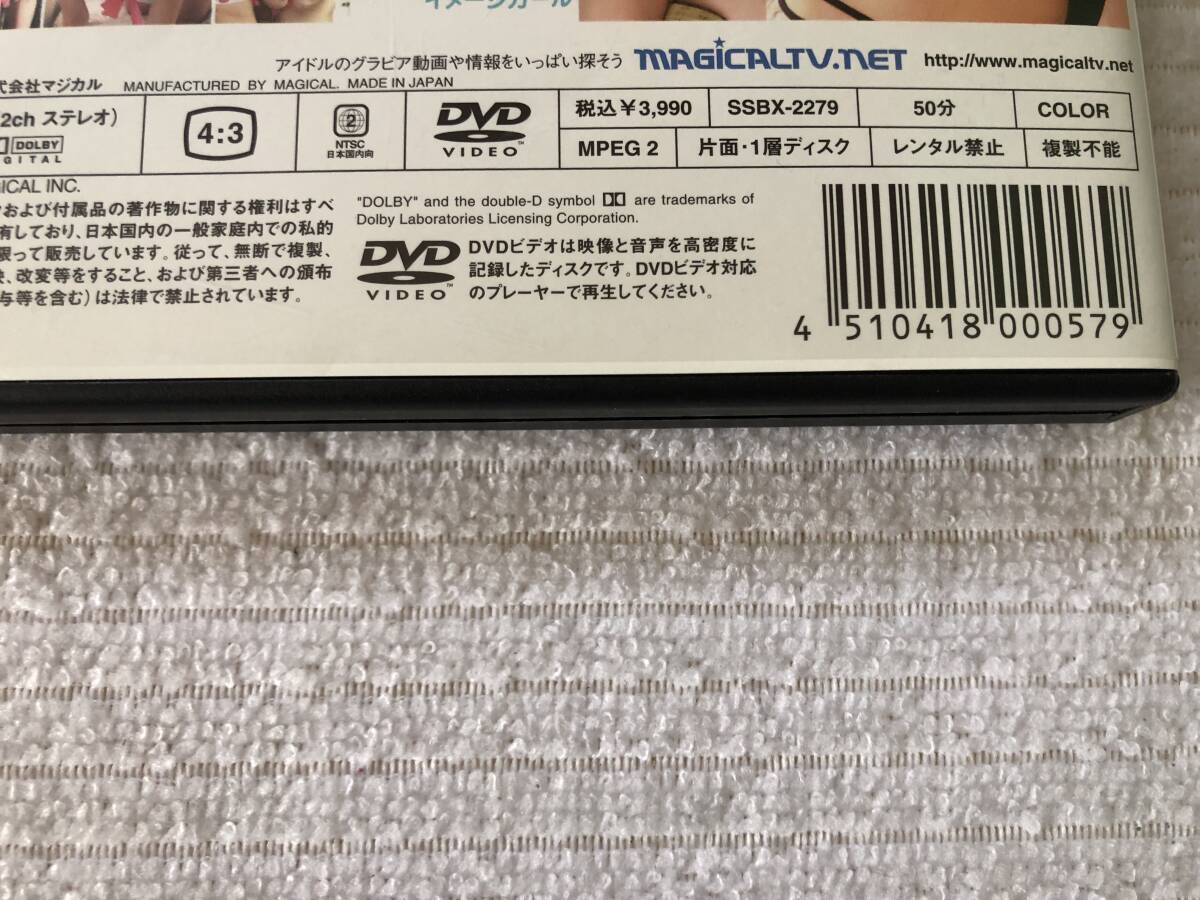 イメージガール
アイドルのグラビア動画や情報をいっぱい探そう MAGICALTV.NET http://www.magicaltv.net
式会社マジカル MANUFACTURED BY MAGICAL. MADE IN JAPAN
2ch ステレオ)
DOLBY
DIGITAL
4:3
2
NTSC
日本国内向
DVD
VIDEO
税込¥3,990 SSBX-2279 50分 COLOR
MPEG 2 片面・1層ディスク レンタル禁止 複製不能
GICAL INC.
および付属品の著作物に関する権利はすべ
有しており、日本国内の一般家庭内での私的
限って販売しています。従って、無断で複製、
、改変等をすること、および第三者への頒布
与等を含む)は法律で禁止されています。
"DOLBY" and the double-D symbol are trademarks of
Dolby Laboratories Licensing Corporation.
DVD
VIDEO
DVDビデオは映像と音声を高密度に
記録したディスクです。DVDビデオ対応
のプレーヤーで再生してください。
4 510418 000579